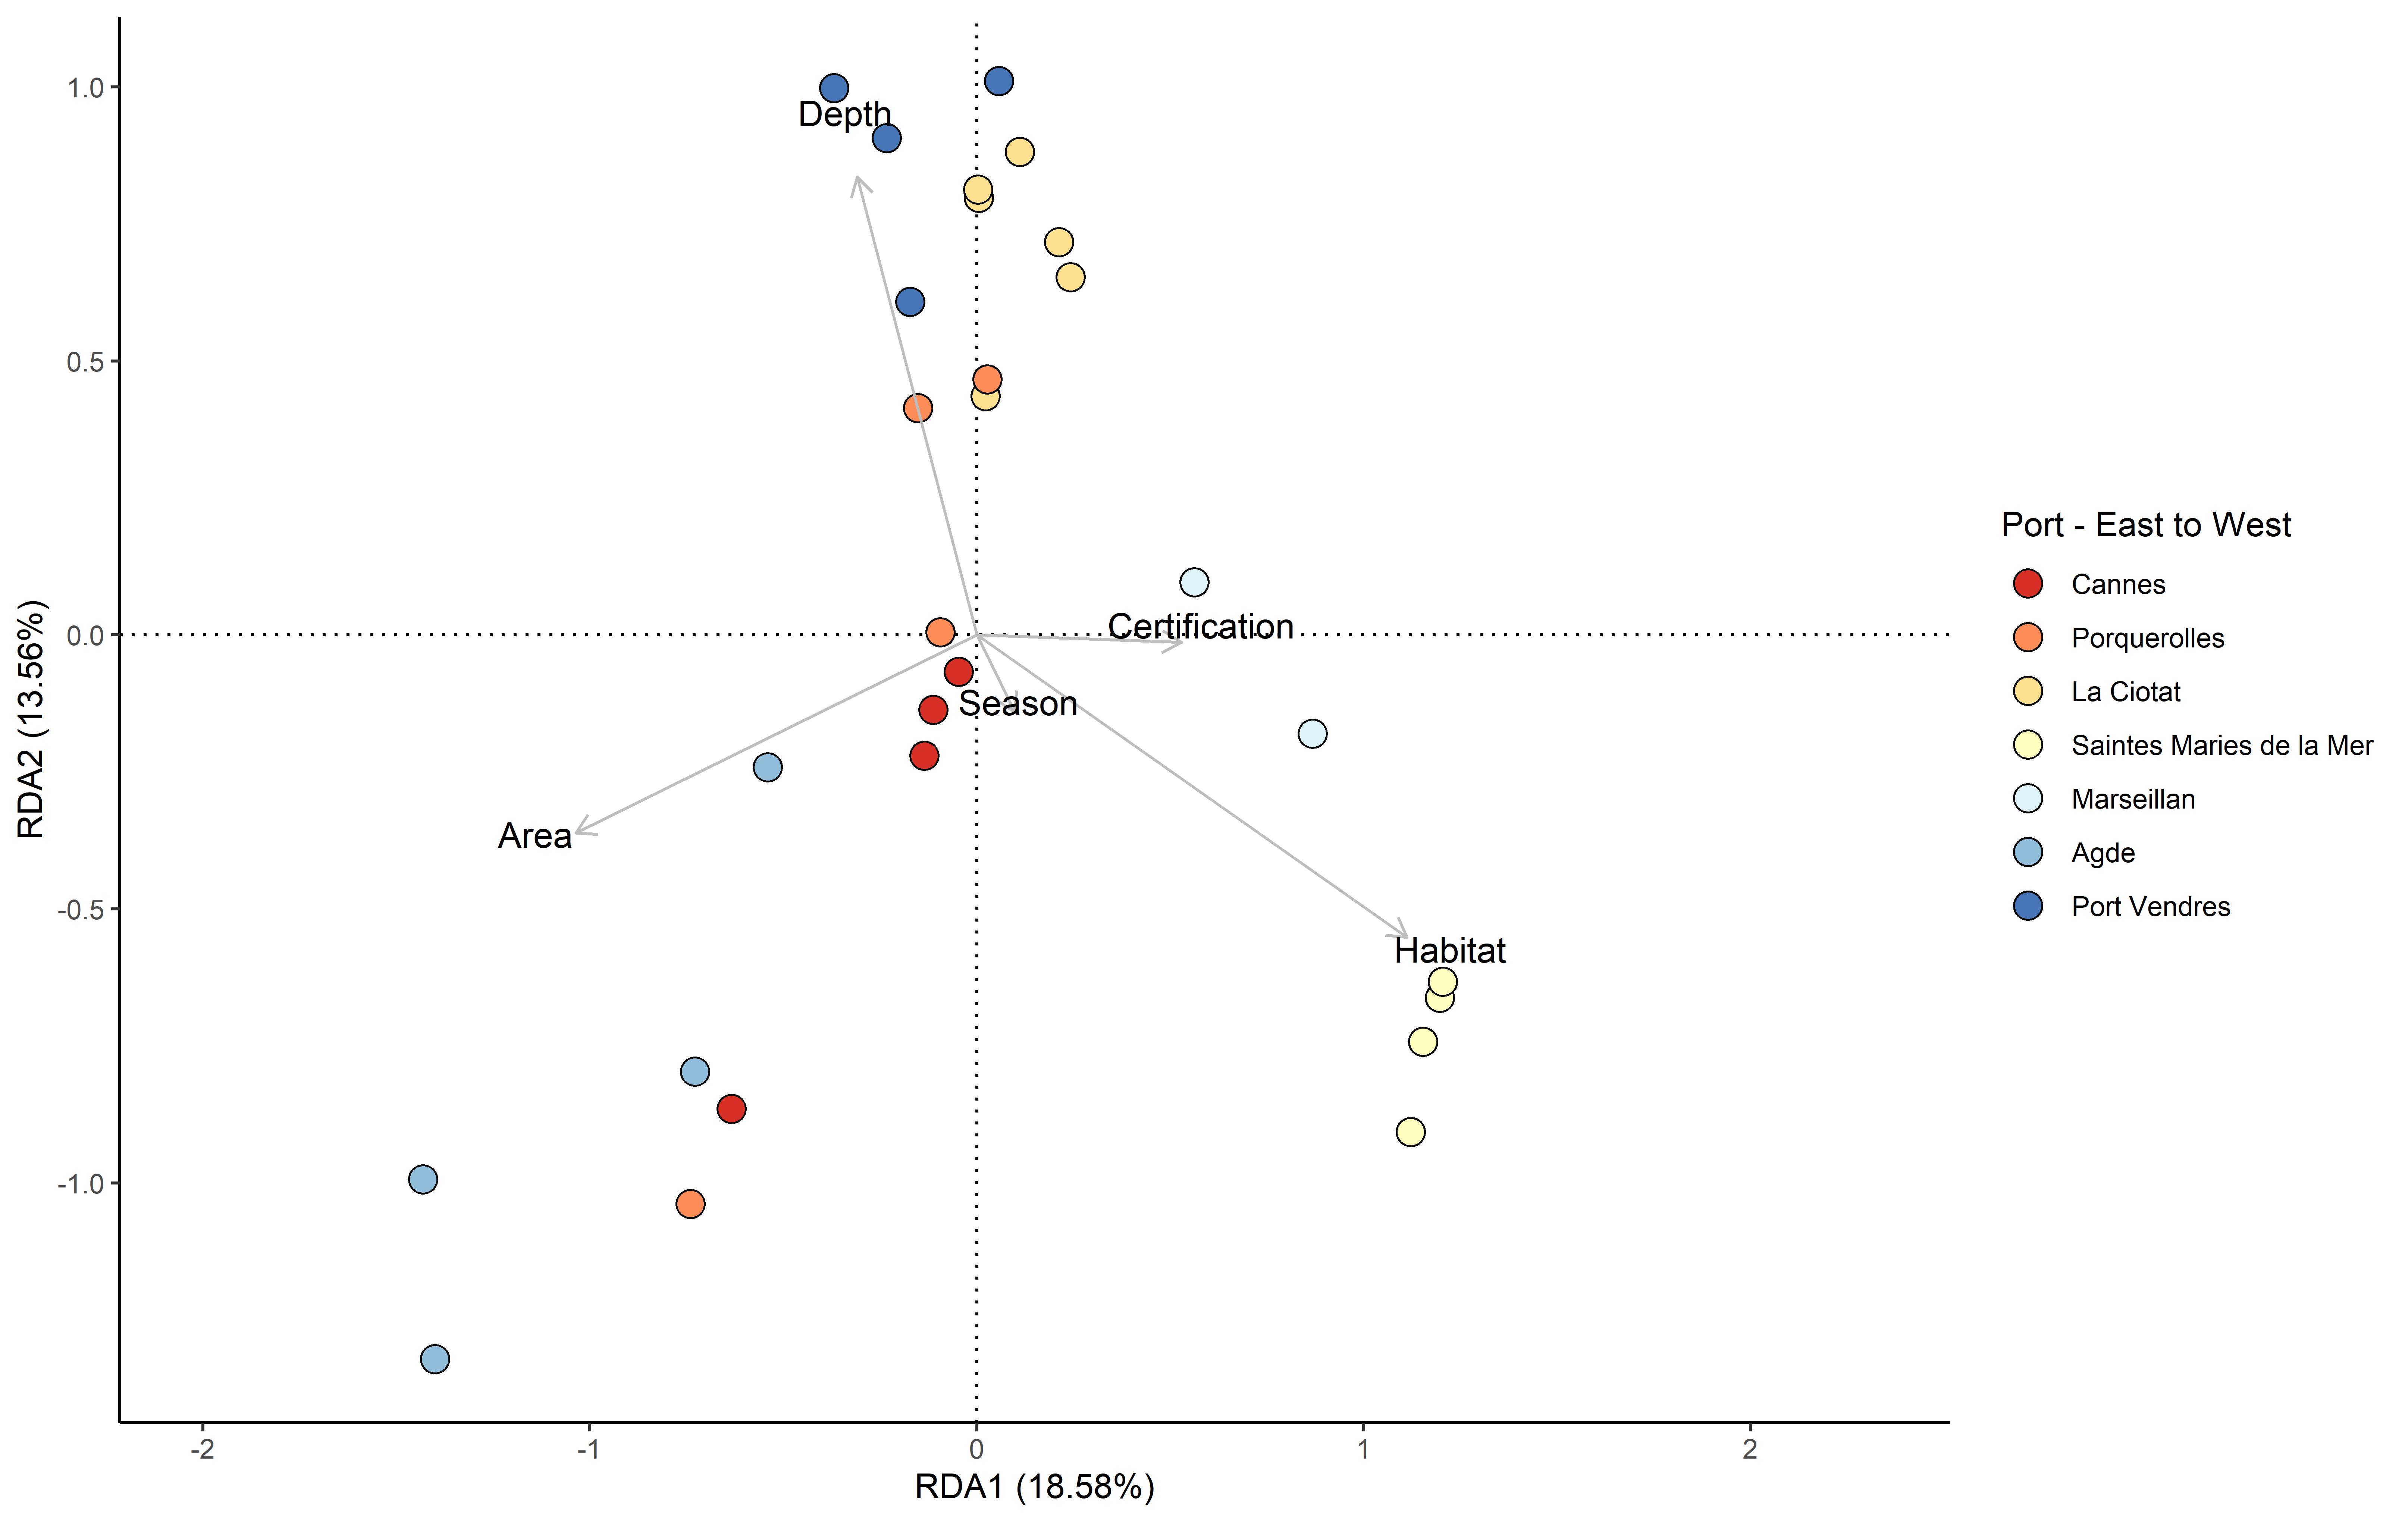 1.0
0.5
0.0
-0.5
-1.0
RDA2 (13.56%)
Depth
Certification
Season
Area
Habitat
-2
-1
0
1
2
RDA1 (18.58%)
Port - East to West
Cannes
Porquerolles
La Ciotat
Saintes Maries de la Mer
Marseillan
Agde
Port Vendres